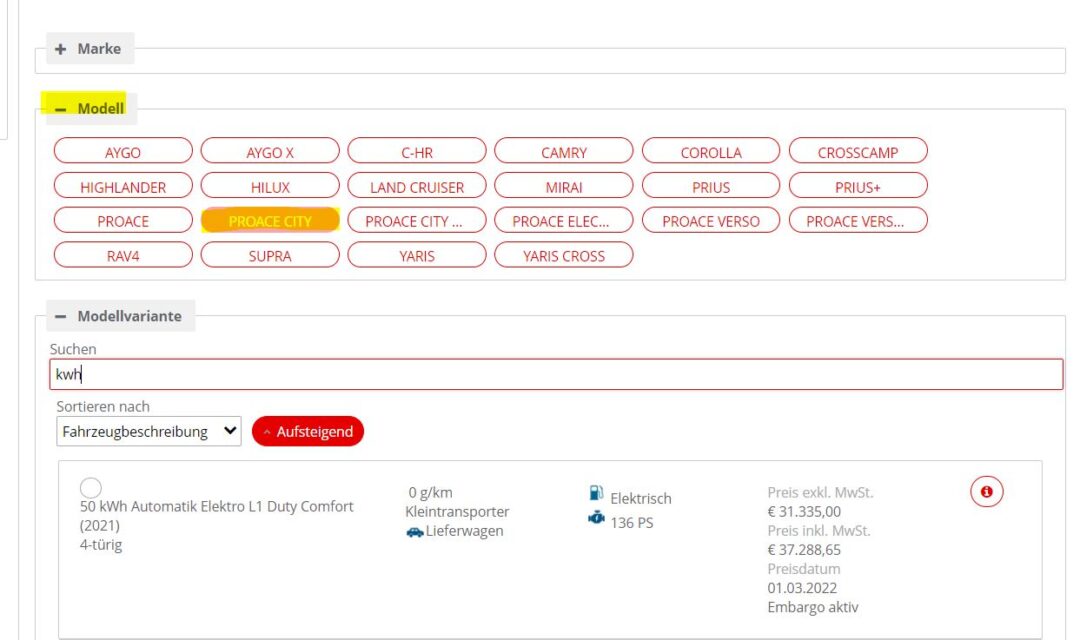 Marke
Modell
AYGO AYGO X C-HR CAMRY COROLLA CROSSCAMP
HIGHLANDER HILUX LAND CRUISER MIRAI PRIUS PRIUS+
PROACE PROACE CITY PROACE CITY ... PROACE ELEC... PROACE VERSO PROACE VERS...
RAV4 SUPRA YARIS YARIS CROSS
Modellvariante
Suchen
kwh
Sortieren nach
Fahrzeugbeschreibung Aufsteigend
50 kWh Automatik Elektro L1 Duty Comfort
(2021)
4-türig
0 g/km
Kleintransporter
Lieferwagen
Elektrisch
136 PS
Preis exkl. MwSt.
€ 31.335,00
Preis inkl. MwSt.
€ 37.288,65
Preisdatum
01.03.2022
Embargo aktiv